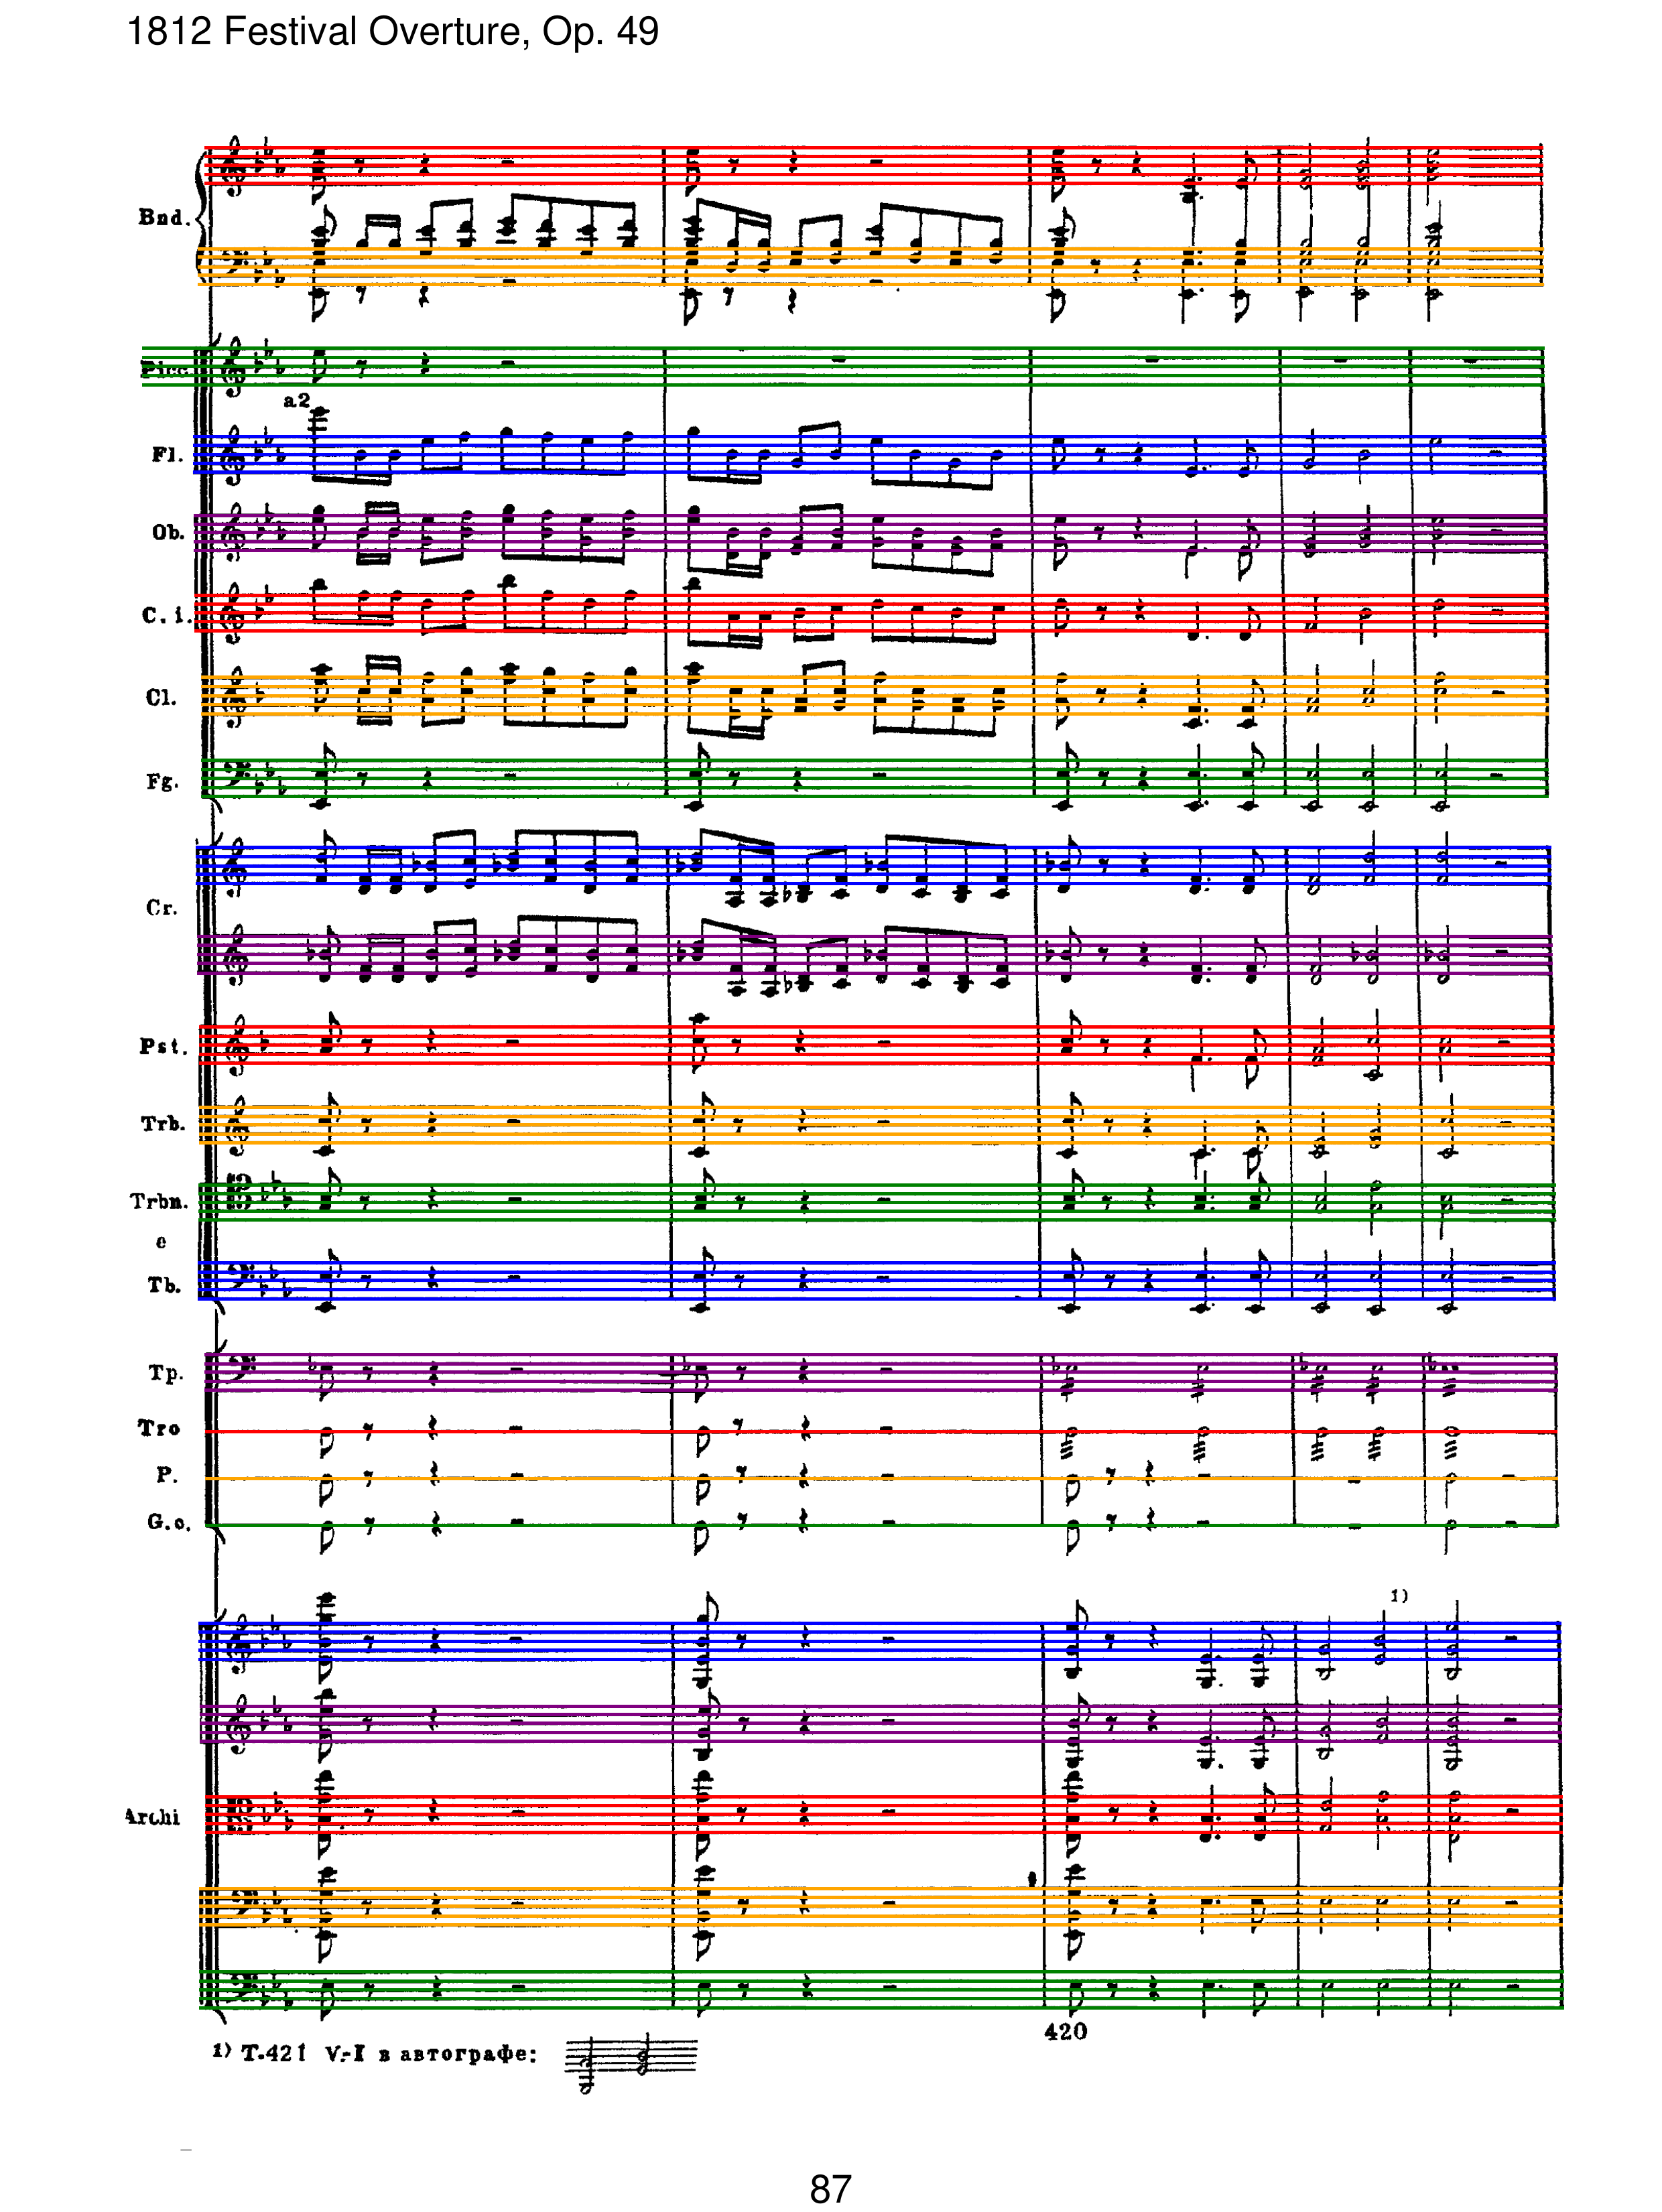 1812 Festival Overture, Op. 49
Bnd.
Picc
a2
Fl.
Ob.
C. i.
Cl.
Fg.
Cr.
Pst.
Trb.
Trbn.
e
Tb.
Tp.
Tro
P.
G.c.
1)
Archi
420
1) Т.421 V.-I в автографе:
87